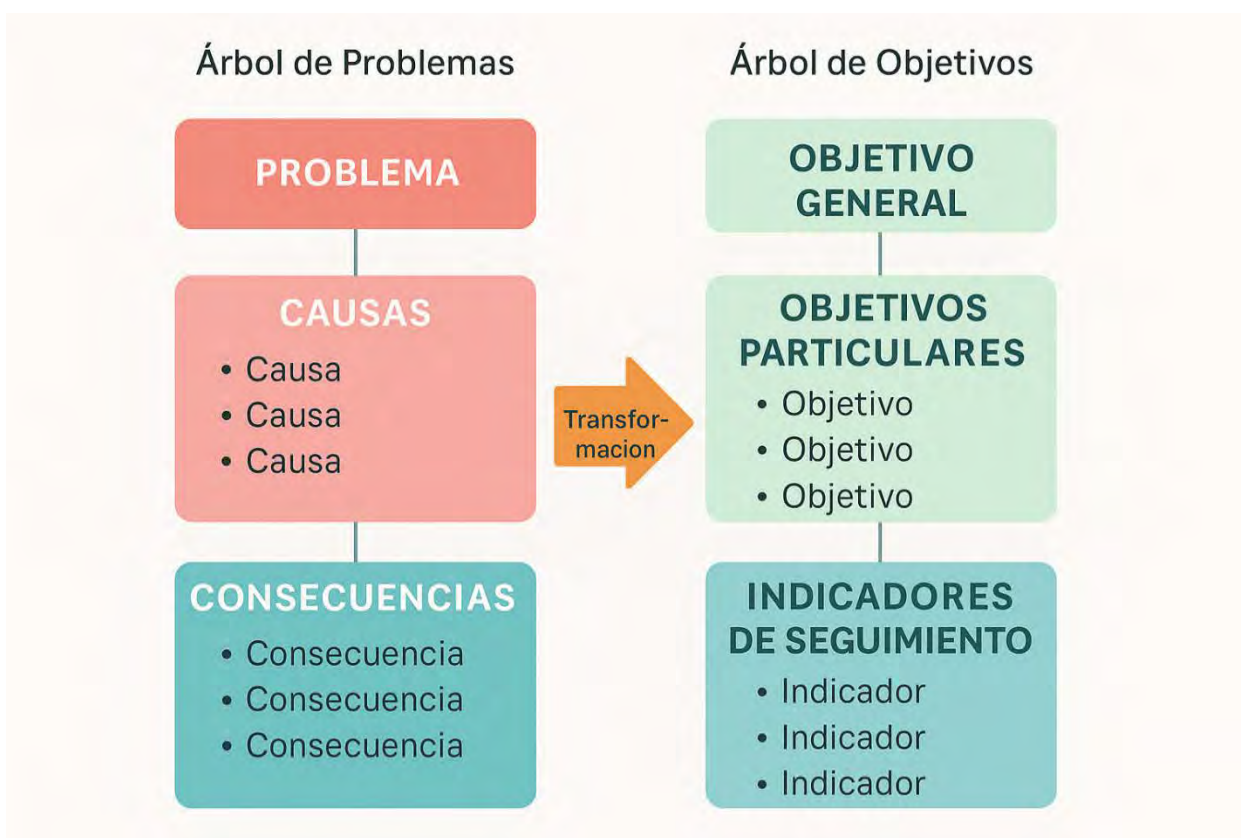 Árbol de Problemas
PROBLEMA
CAUSAS
• Causa
• Causa
• Causa
CONSECUENCIAS
• Consecuencia
• Consecuencia
• Consecuencia
Transfor-
macion
Árbol de Objetivos
OBJETIVO
GENERAL
OBJETIVOS
PARTICULARES
• Objetivo
• Objetivo
• Objetivo
INDICADORES
DE SEGUIMIENTO
• Indicador
• Indicador
• Indicador